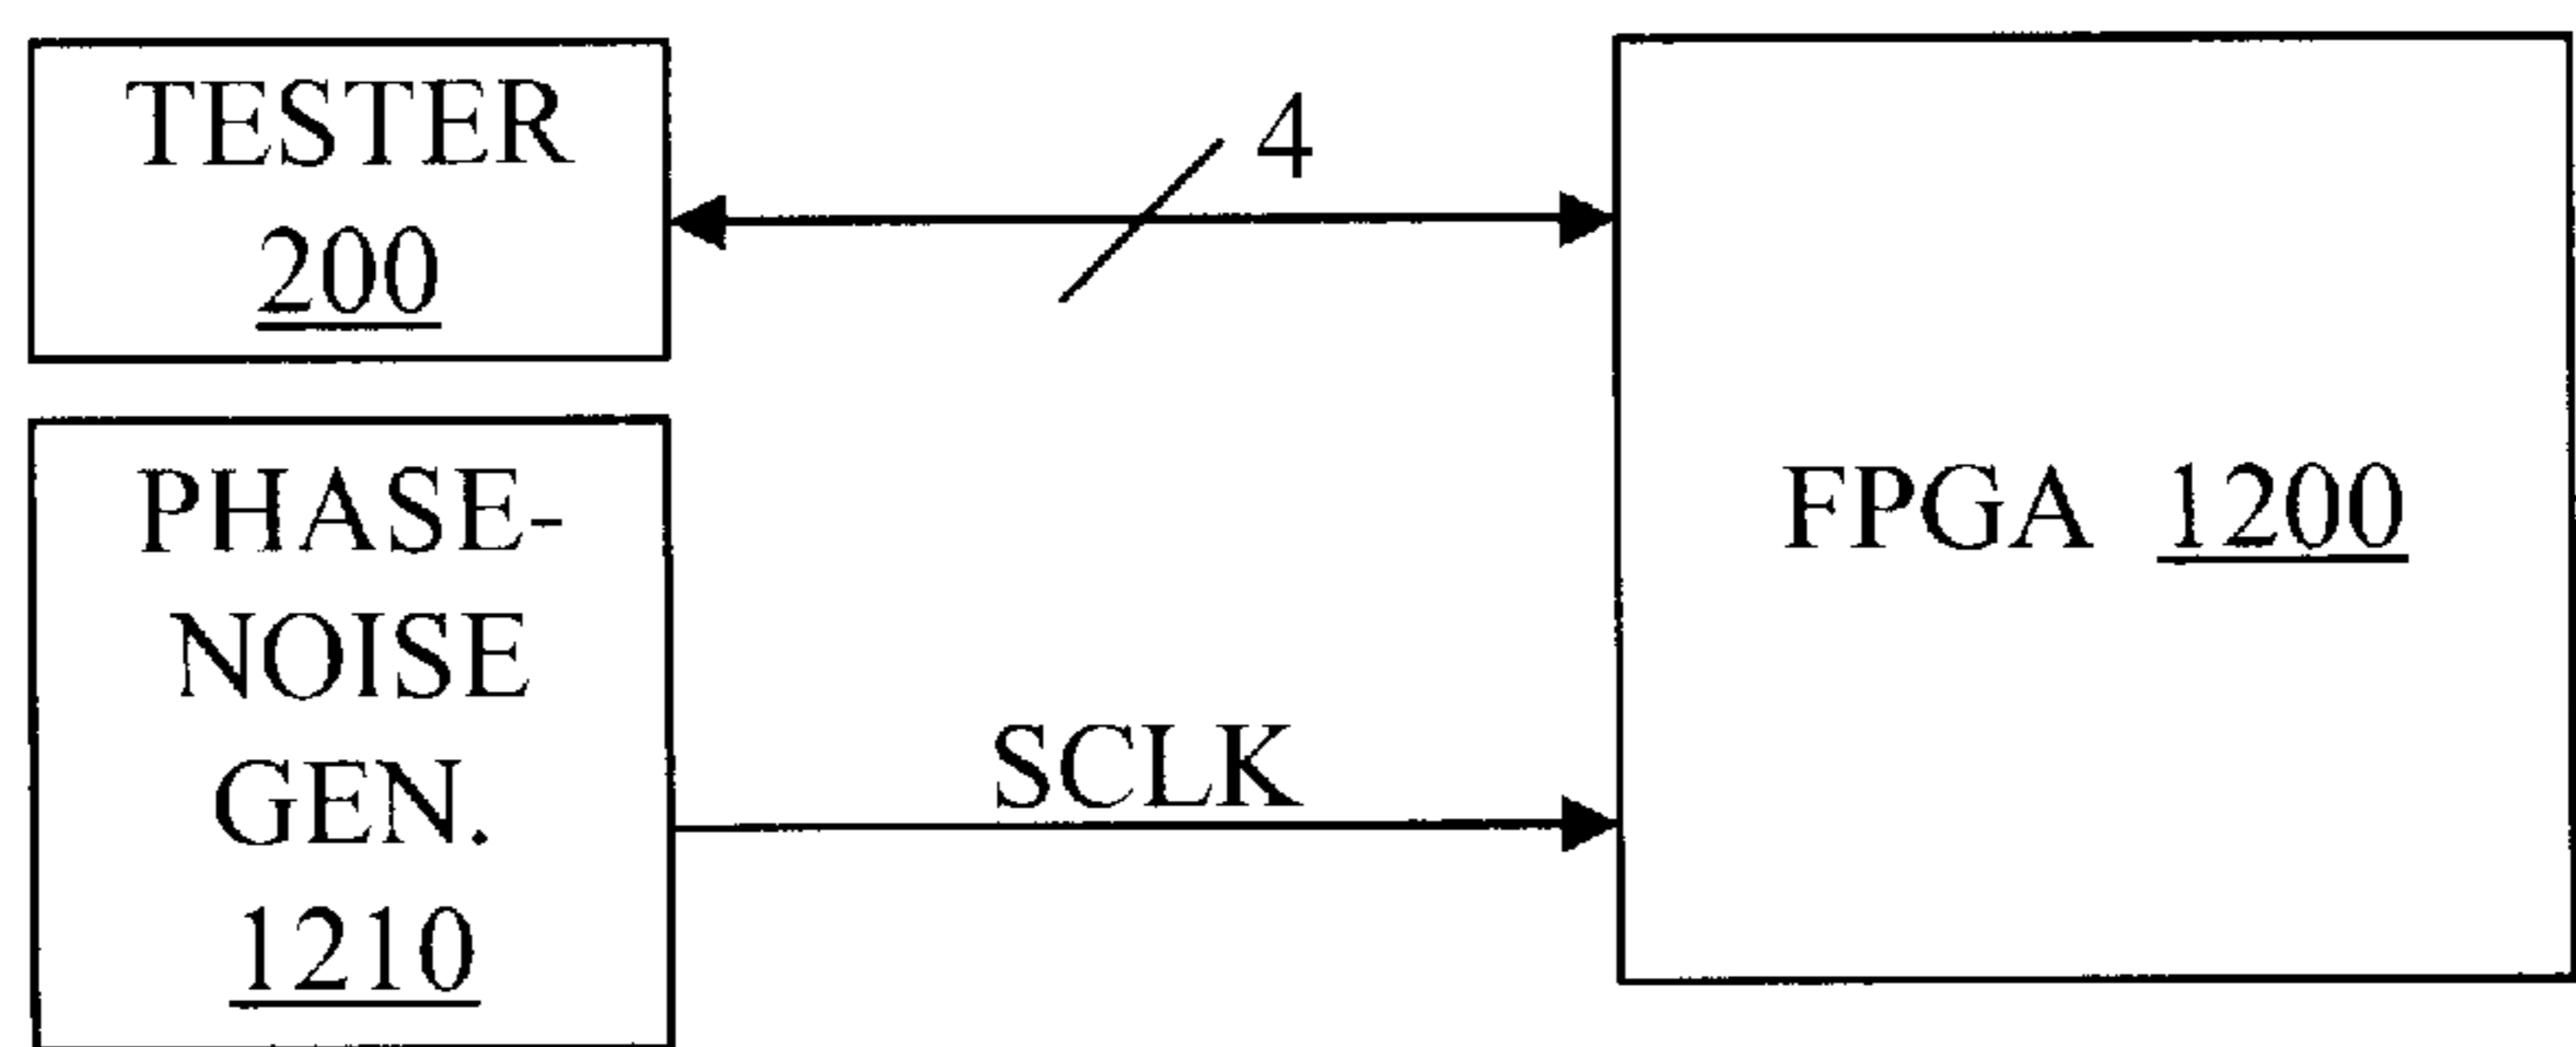 TESTER
200
4
PHASE-
NOISE
GEN.
1210
SCLK
FPGA 1200